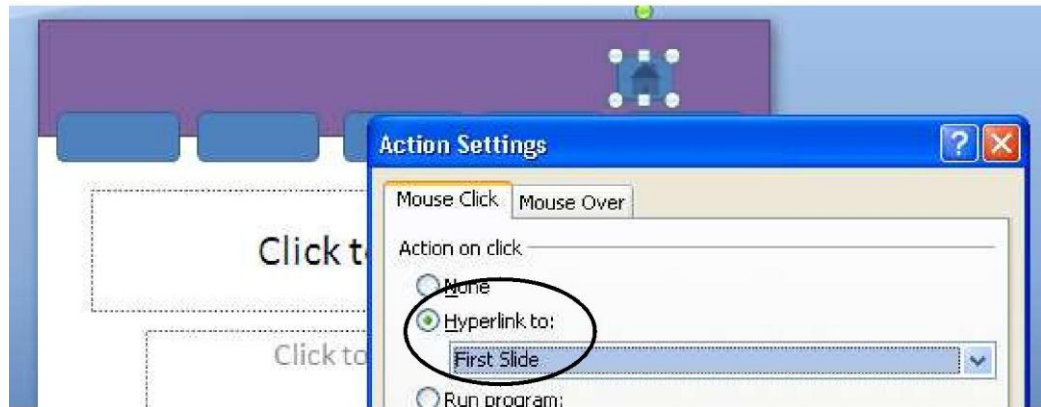 Action Settings
Mouse Click Mouse Over
Click t
Action on click
None
Hyperlink to:
Click to
First Slide
Run program: